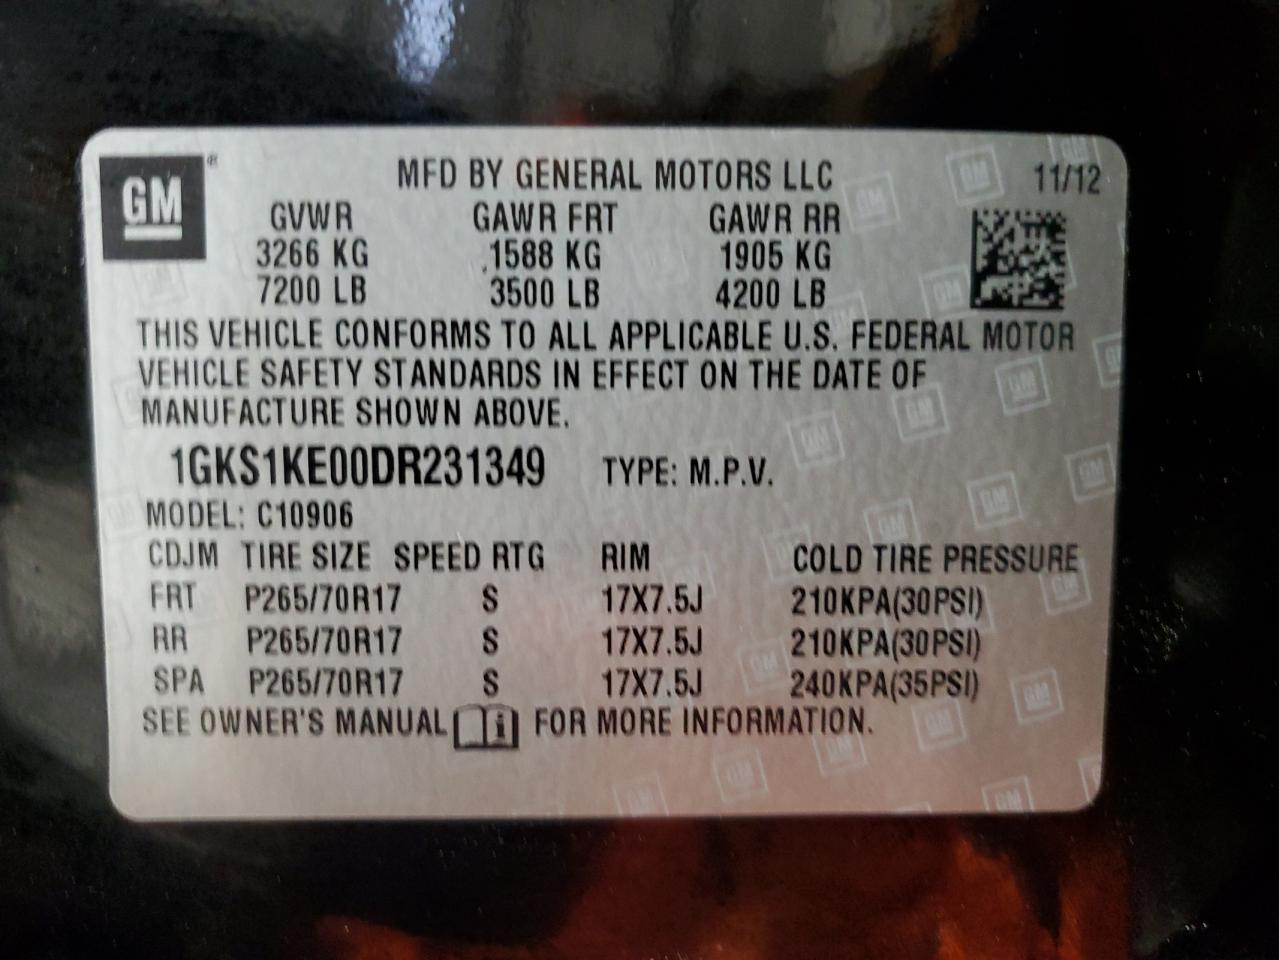 GM ® MFD BY GENERAL MOTORS LLC 11/12
GVWR GAWR FRT GAWR RR
3266 KG 1588 KG 1905 KG
7200 LB 3500 LB 4200 LB
THIS VEHICLE CONFORMS TO ALL APPLICABLE U.S. FEDERAL MOTOR
VEHICLE SAFETY STANDARDS IN EFFECT ON THE DATE OF
MANUFACTURE SHOWN ABOVE.
1GKS1KE00DR231349 TYPE: M.P.V.
MODEL: C10906
CDJM TIRE SIZE SPEED RTG RIM COLD TIRE PRESSURE
FRT P265/70R17 S 17X7.5J 210KPA(30PSI)
RR P265/70R17 S 17X7.5J 210KPA(30PSI)
SPA P265/70R17 S 17X7.5J 240KPA(35PSI)
SEE OWNER'S MANUAL i FOR MORE INFORMATION.